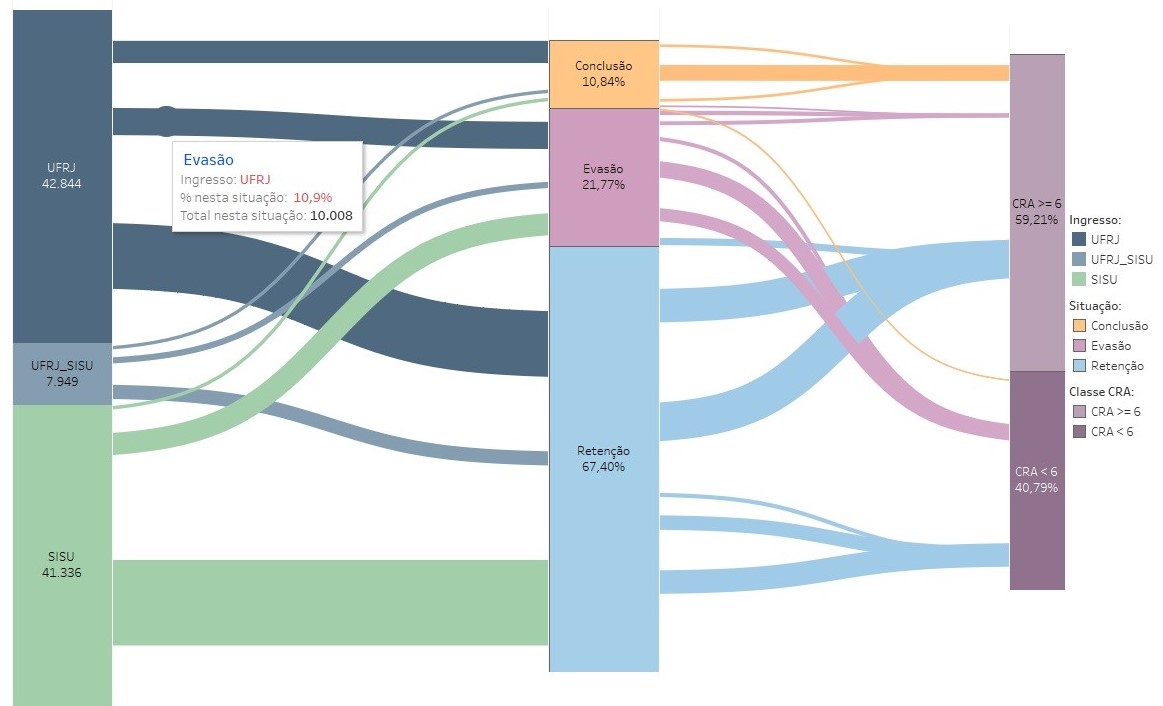 UFRJ
42.844
UFRJ_SISU
7.949
SISU
41.336
Evasão
Ingresso: UFRJ
% nesta situação: 10,9%
Total nesta situação: 10.008
Conclusão
10,84%
Evasão
21,77%
Retenção
67,40%
CRA >= 6
59,21%
CRA < 6
40,79%
Ingresso:
UFRJ
UFRJ_SISU
SISU
Situação:
Conclusão
Evasão
Retenção
Classe CRA:
CRA >= 6
CRA < 6